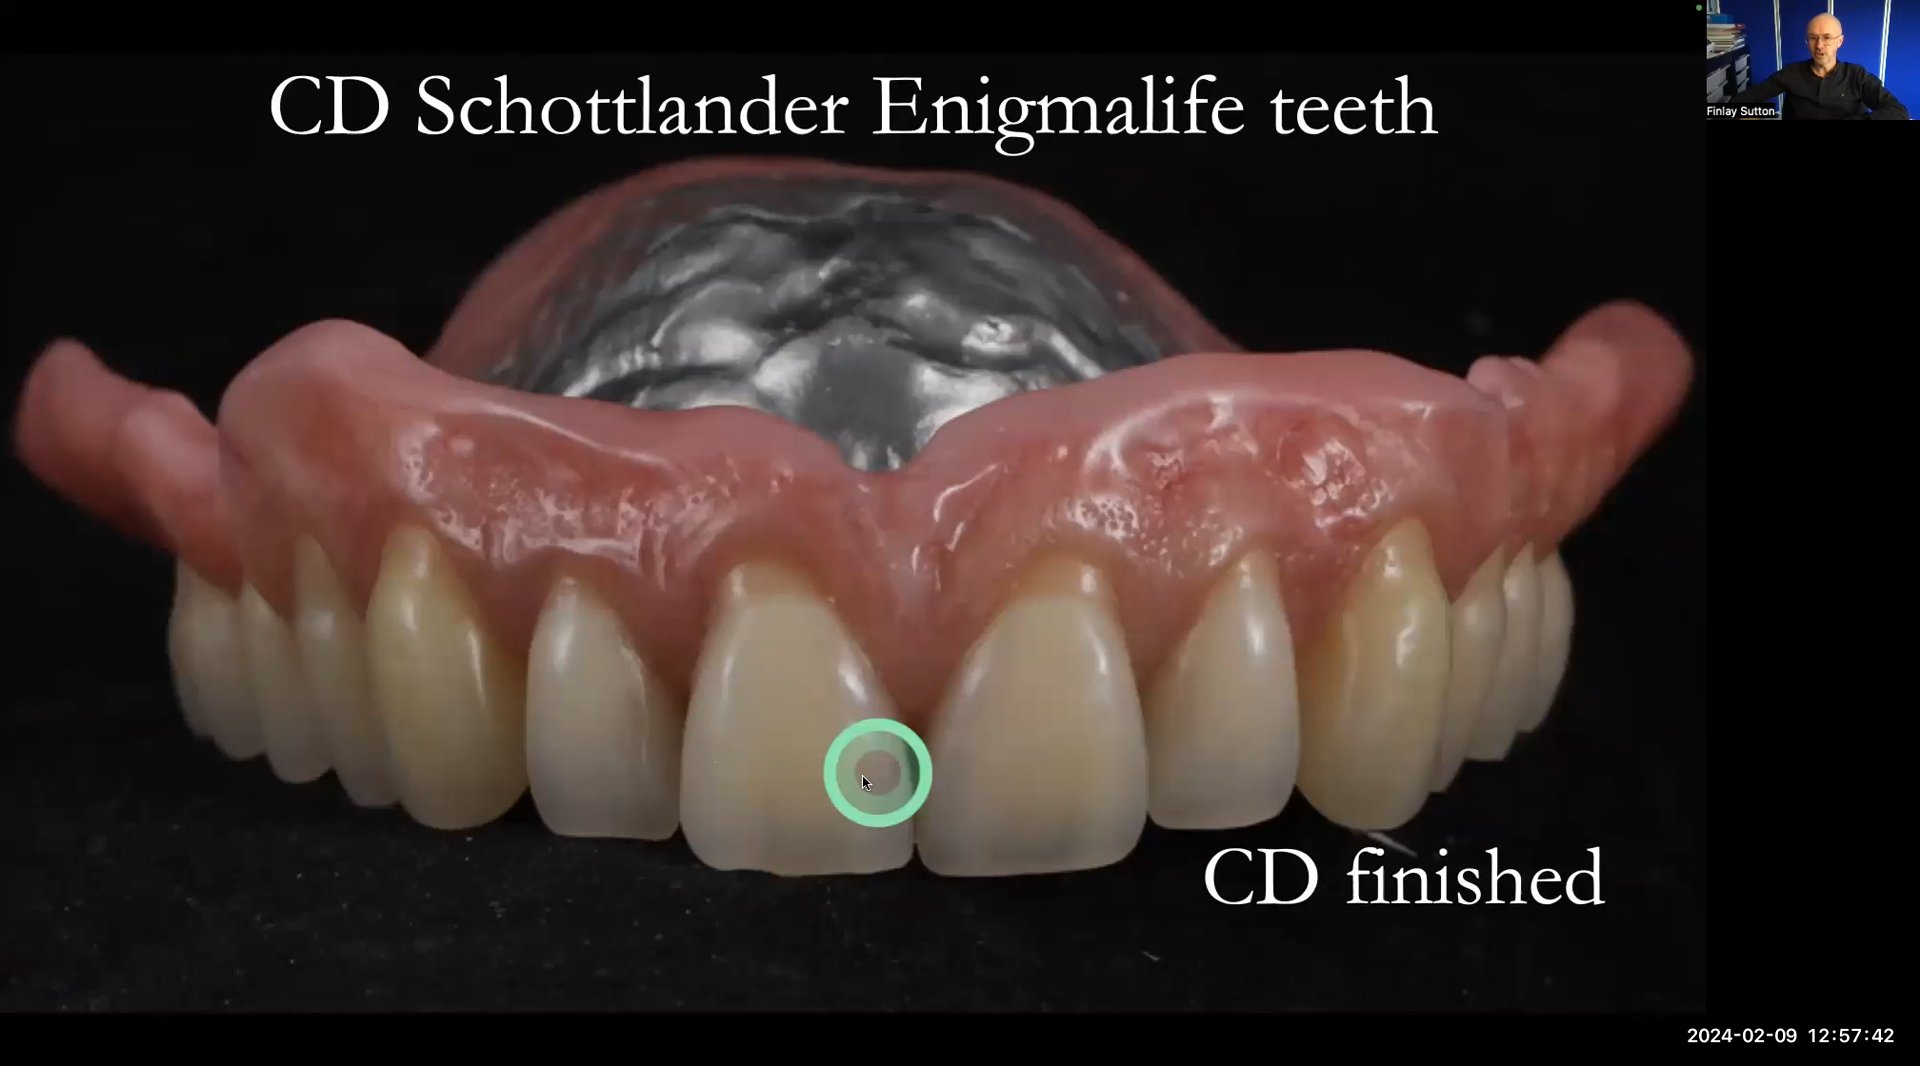 CD Schottlander Enigmalife teeth
Finlay Sutton
CD finished
2024-02-09 12:57:42